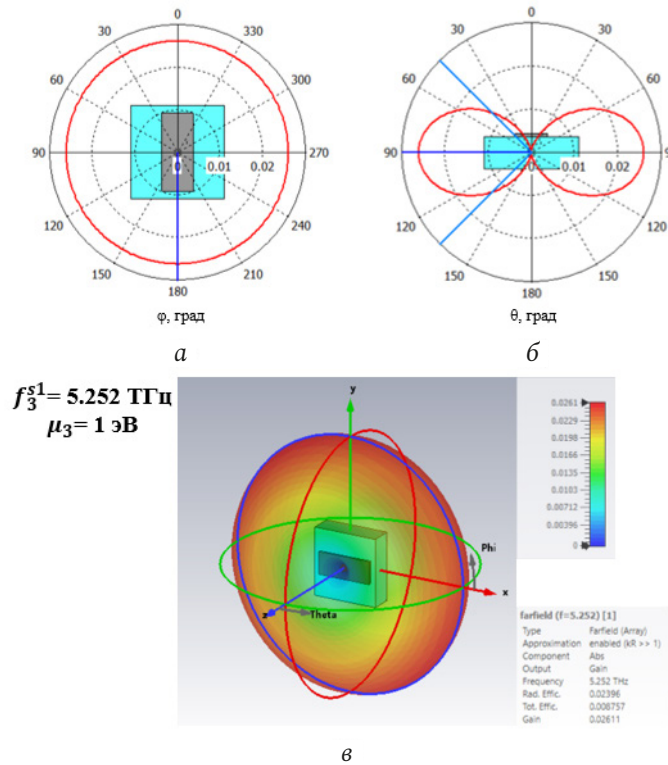 0
30
330
60
300
90
0
0.01
0.02
270
120
240
150
210
180
φ, град
а
0
30
30
60
60
90
0
0.01
0.02
90
120
120
150
150
180
θ, град
б
f₃ˢ¹= 5.252 ТГц
μ₃= 1 эВ
y
x
z
Phi
Theta
0.0261
0.0229
0.0198
0.0166
0.0135
0.0103
0.00712
0.00396
0
farfield (f=5.252) [1]
Type Farfield (Array)
Approximation enabled (kR >> 1)
Component Abs
Output Gain
Frequency 5.252 THz
Rad. Effic. 0.02396
Tot. Effic. 0.008757
Gain 0.02611
в